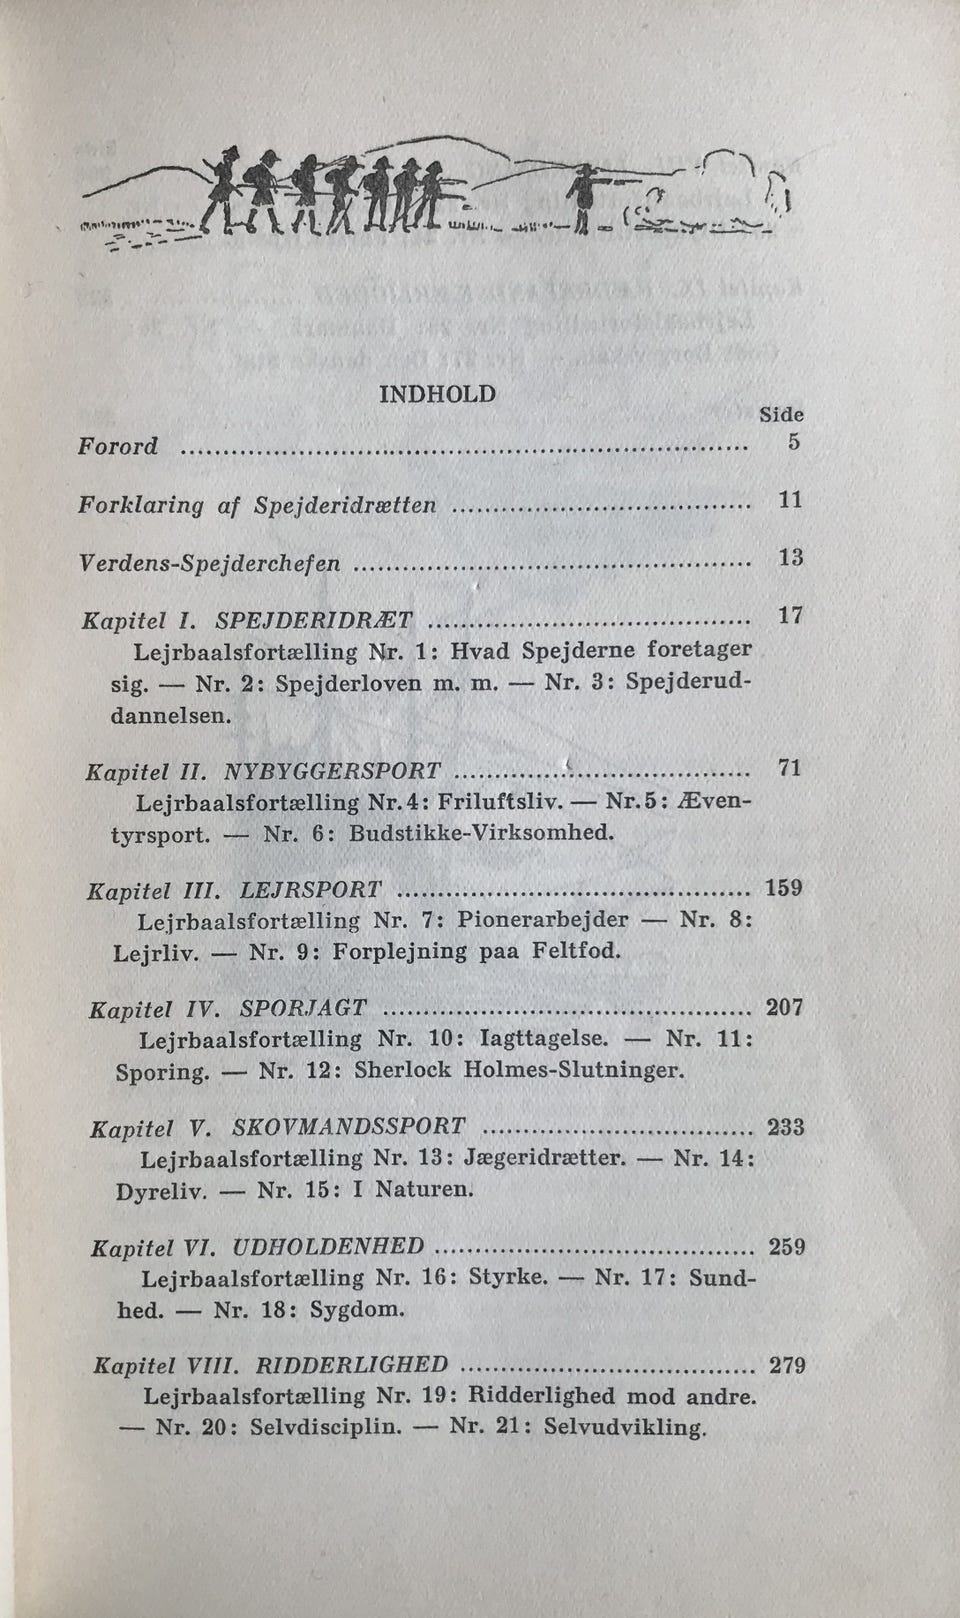 INDHOLD
Side
Forord ................ 5
Forklaring af Spejderidrætten ................ 11
Verdens-Spejderchefen ................ 13
Kapitel I. SPEJDERIDRÆT ................ 17
Lejrbaalsfortælling Nr. 1: Hvad Spejderne foretager
sig. — Nr. 2: Spejderloven m. m. — Nr. 3: Spejderud-
dannelsen.
Kapitel II. NYBYGGERSPORT ................ 71
Lejrbaalsfortælling Nr. 4: Friluftsliv. — Nr. 5: Æven-
tyrsport. — Nr. 6: Budstikke-Virksomhed.
Kapitel III. LEJRSPORT ................ 159
Lejrbaalsfortælling Nr. 7: Pionerarbejder — Nr. 8:
Lejrliv. — Nr. 9: Forplejning paa Feltfod.
Kapitel IV. SPORJAGT ................ 207
Lejrbaalsfortælling Nr. 10: Iagttagelse. — Nr. 11:
Sporing. — Nr. 12: Sherlock Holmes-Slutninger.
Kapitel V. SKOVMANDSSPORT ................ 233
Lejrbaalsfortælling Nr. 13: Jægeridrætter. — Nr. 14:
Dyreliv. — Nr. 15: I Naturen.
Kapitel VI. UDHOLDENHED ................ 259
Lejrbaalsfortælling Nr. 16: Styrke. — Nr. 17: Sund-
hed. — Nr. 18: Sygdom.
Kapitel VIII. RIDDERLIGHED ................ 279
Lejrbaalsfortælling Nr. 19: Ridderlighed mod andre.
— Nr. 20: Selvdisciplin. — Nr. 21: Selvudvikling.